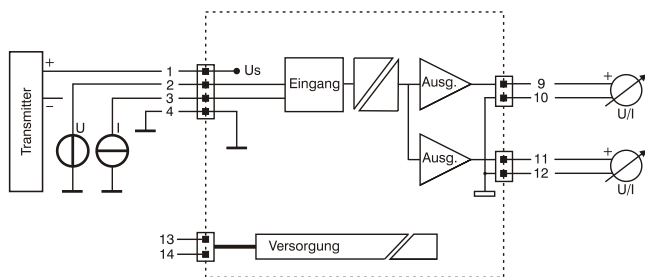 Transmitter
+
−
U
I
1
2
3
4
Us
Eingang
Ausg.
Ausg.
9
10
+
U/I
11
12
+
U/I
13
14
Versorgung